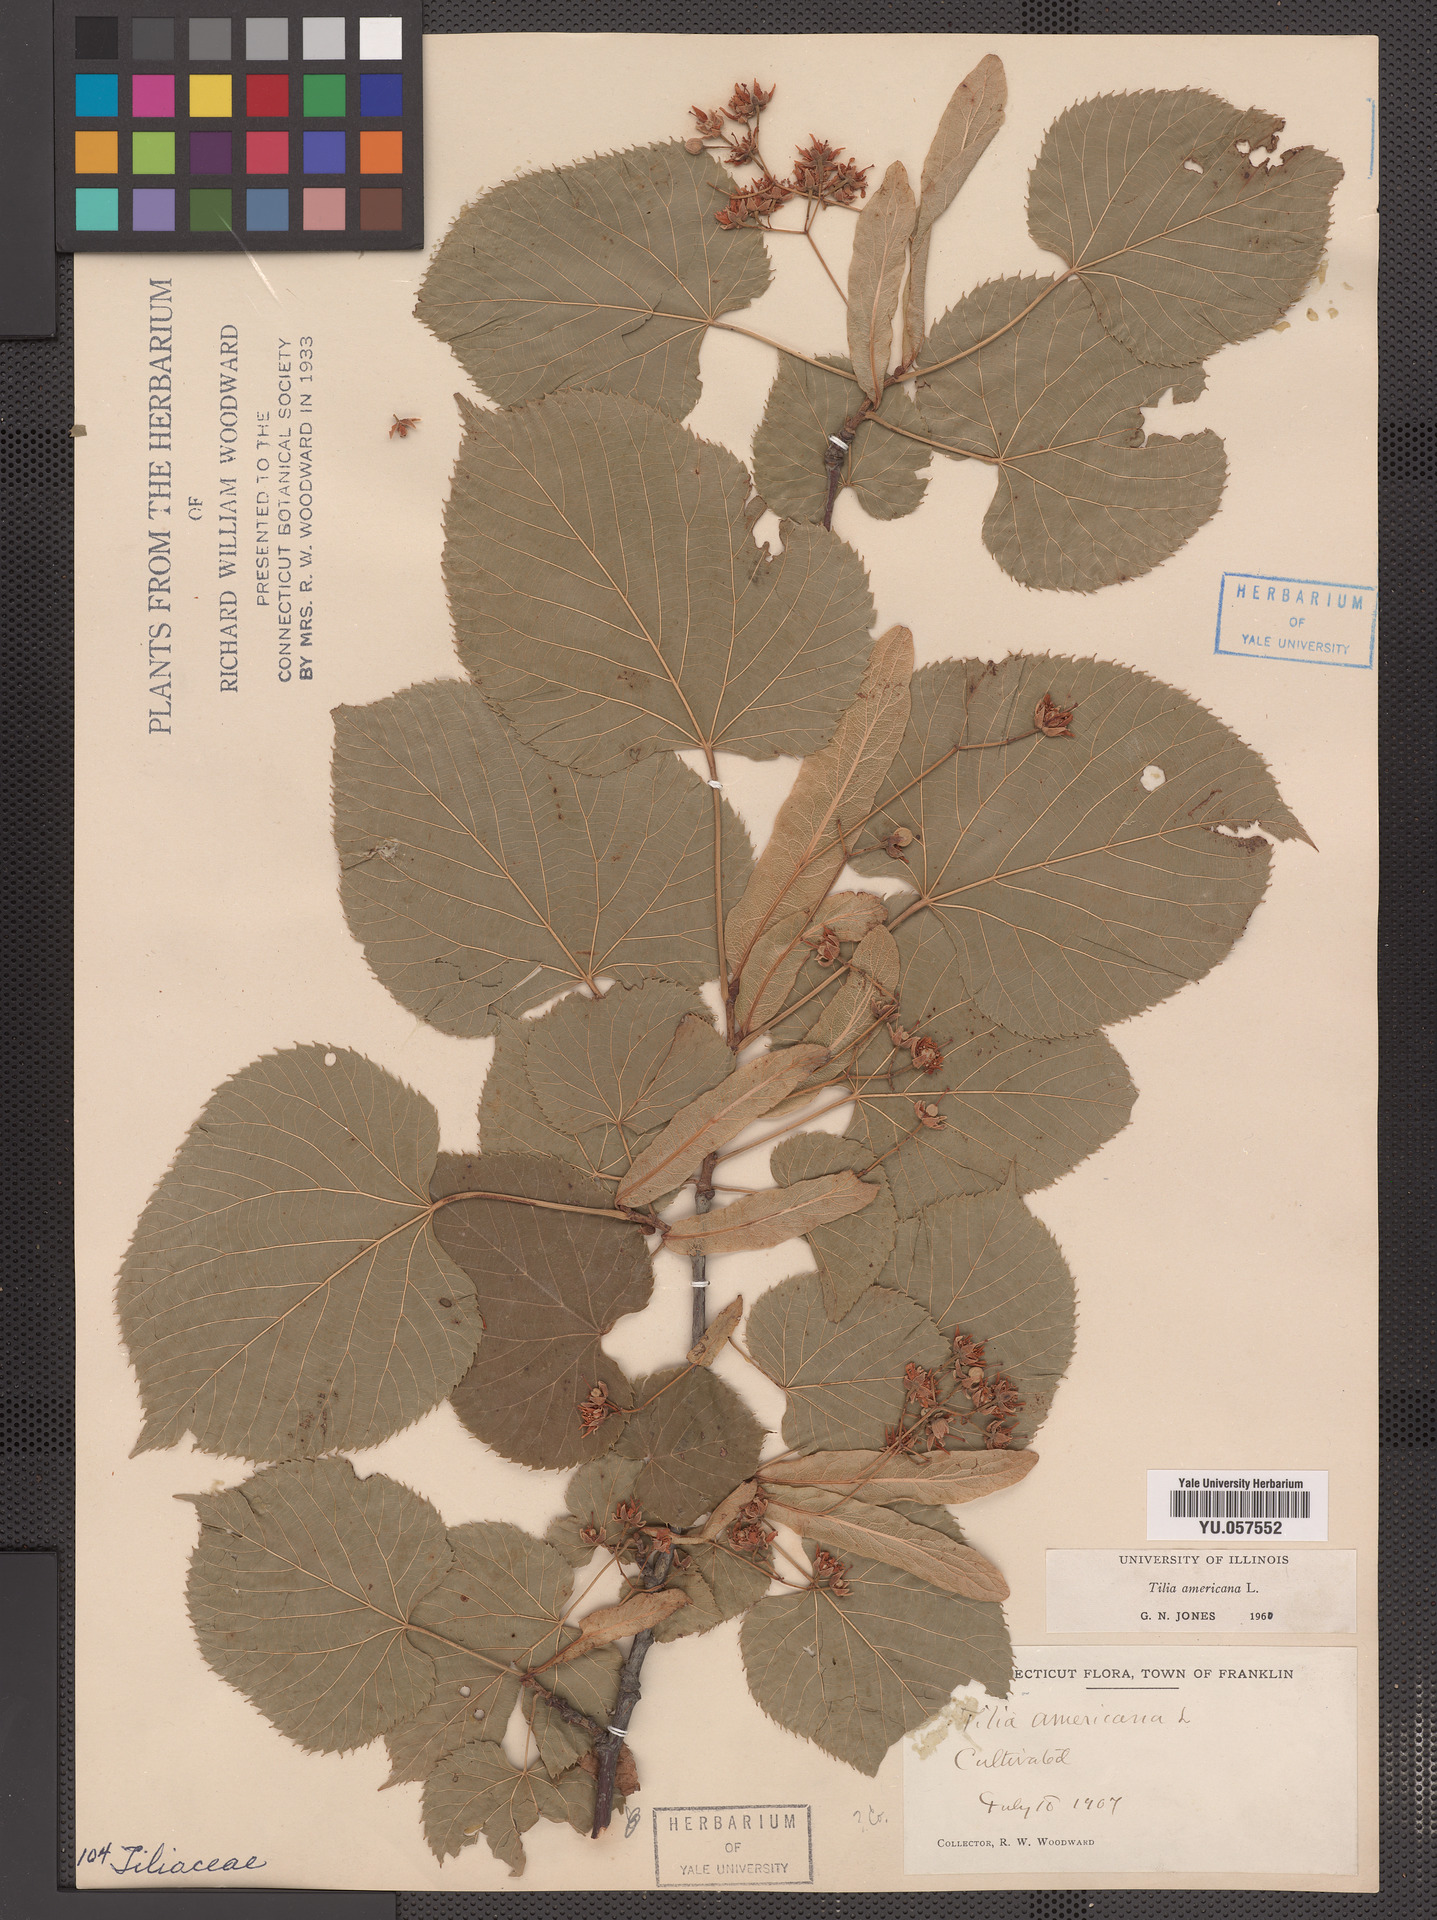 PLANTS FROM THE HERBARIUM
OF
RICHARD WILLIAM WOODWARD
PRESENTED TO THE
CONNECTICUT BOTANICAL SOCIETY
BY MRS. R. W. WOODWARD IN 1933
HERBARIUM
OF
YALE UNIVERSITY
Yale University Herbarium
YU.057552
UNIVERSITY OF ILLINOIS
Tilia americana L.
G. N. JONES 1960
ECTICUT FLORA, TOWN OF FRANKLIN
Tilia americana L
Cultivated
July 1907
COLLECTOR, R. W. WOODWARD
? Co.
HERBARIUM
OF
YALE UNIVERSITY
104 Tiliaceae